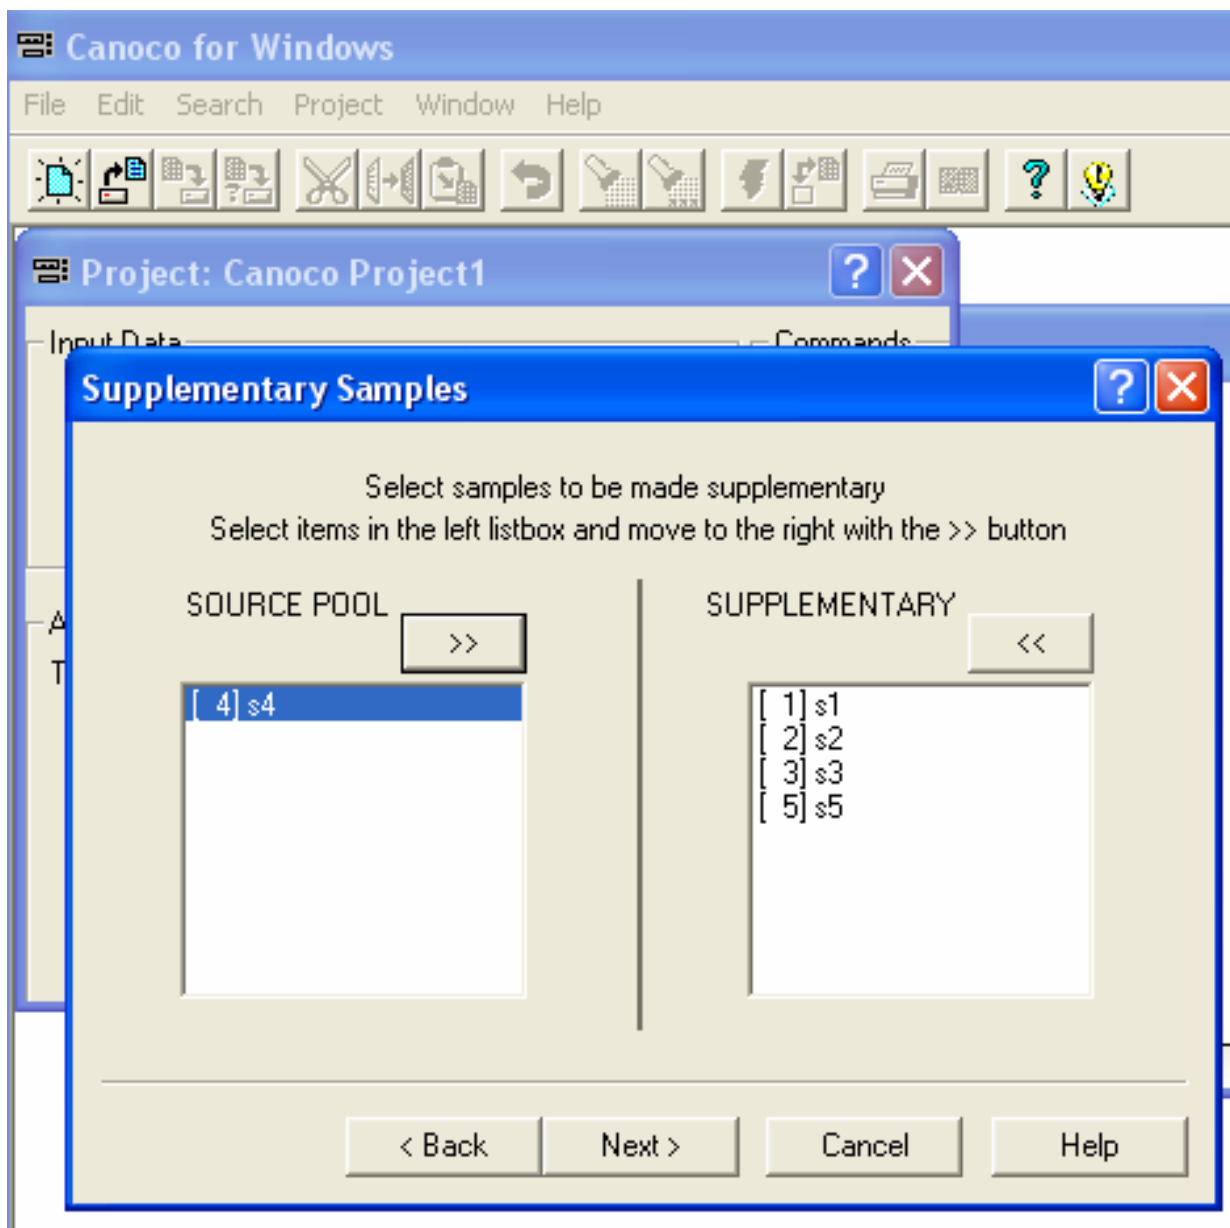 Canoco for Windows
File Edit Search Project Window Help
Project: Canoco Project1
Input Data
Commands
Supplementary Samples
Select samples to be made supplementary
Select items in the left listbox and move to the right with the >> button
SOURCE POOL
>>
SUPPLEMENTARY
<<
[ 4] s4
[ 1] s1
[ 2] s2
[ 3] s3
[ 5] s5
A
T
< Back Next > Cancel Help